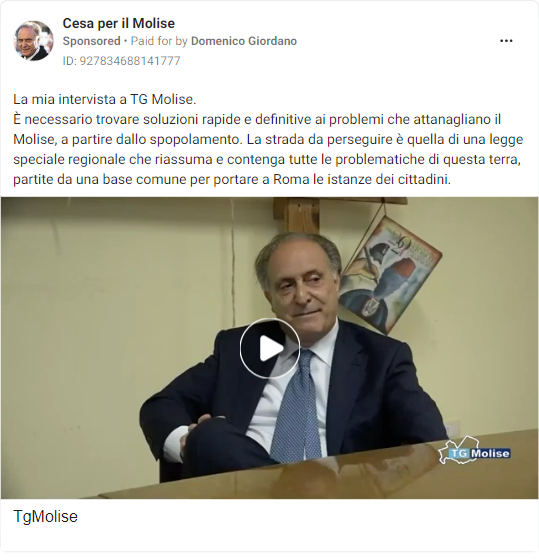 Cesa per il Molise
Sponsored • Paid for by Domenico Giordano
ID: 927834688141777
La mia intervista a TG Molise.
È necessario trovare soluzioni rapide e definitive ai problemi che attanagliano il
Molise, a partire dallo spopolamento. La strada da perseguire è quella di una legge
speciale regionale che riassuma e contenga tutte le problematiche di questa terra,
partite da una base comune per portare a Roma le istanze dei cittadini.
TG Molise
TgMolise